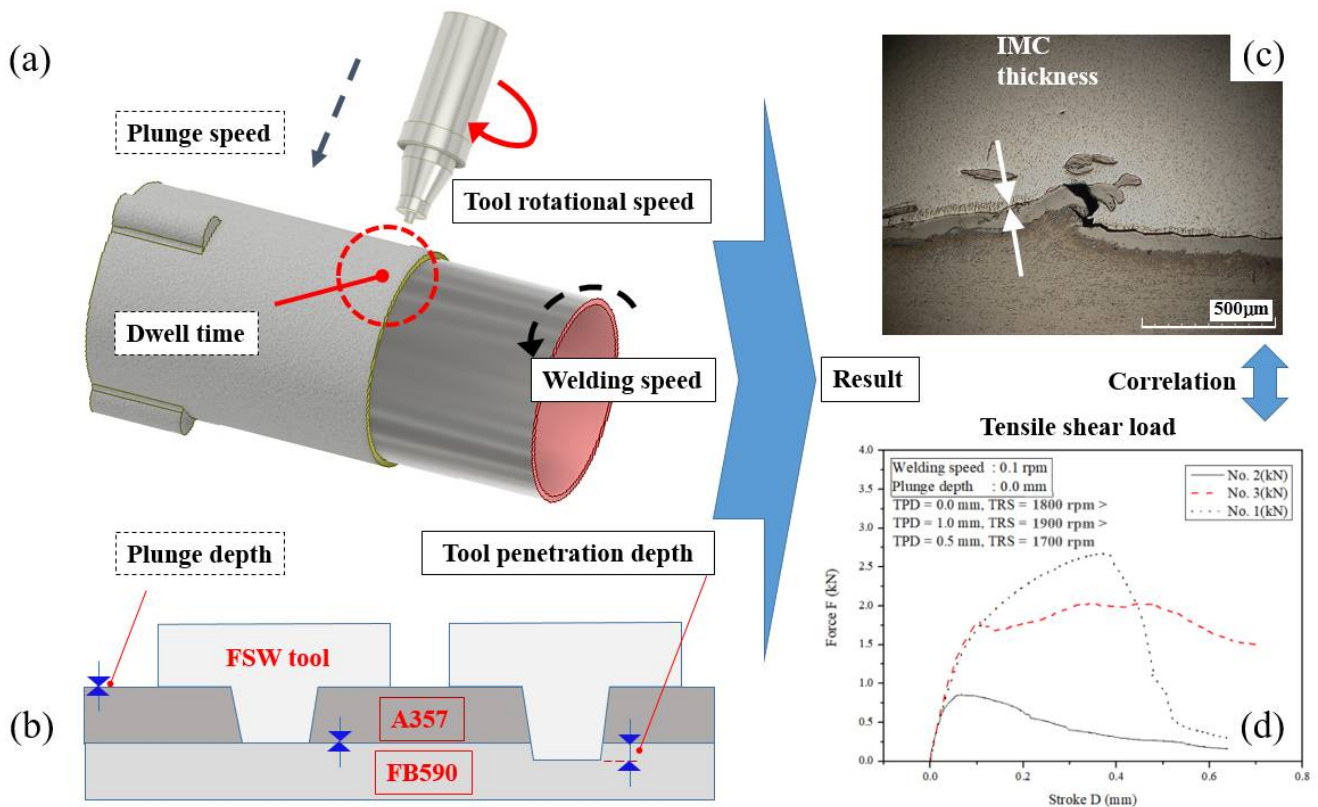 (a)
Plunge speed
Tool rotational speed
Dwell time
Welding speed
Plunge depth
Tool penetration depth
FSW tool
A357
FB590
(b)
Result
IMC
thickness
(c)
500μm
Correlation
Tensile shear load
Welding speed : 0.1 rpm
Plunge depth : 0.0 mm
TPD = 0.0 mm, TRS = 1800 rpm >
TPD = 1.0 mm, TRS = 1900 rpm >
TPD = 0.5 mm, TRS = 1700 rpm
No. 2(kN)
No. 3(kN)
No. 1(kN)
Force F (kN)
4.0
3.5
3.0
2.5
2.0
1.5
1.0
0.5
0.0
0.0 0.2 0.4 0.6 0.8
Stroke D (mm)
(d)